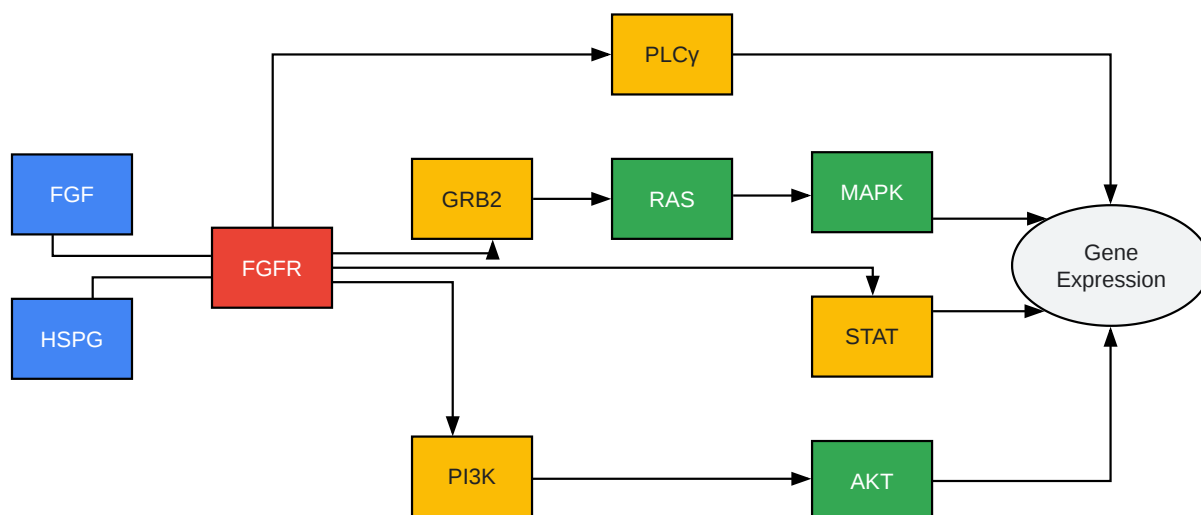 PLCγ
FGF
GRB2
RAS
MAPK
FGFR
Gene
Expression
HSPG
STAT
PI3K
AKT